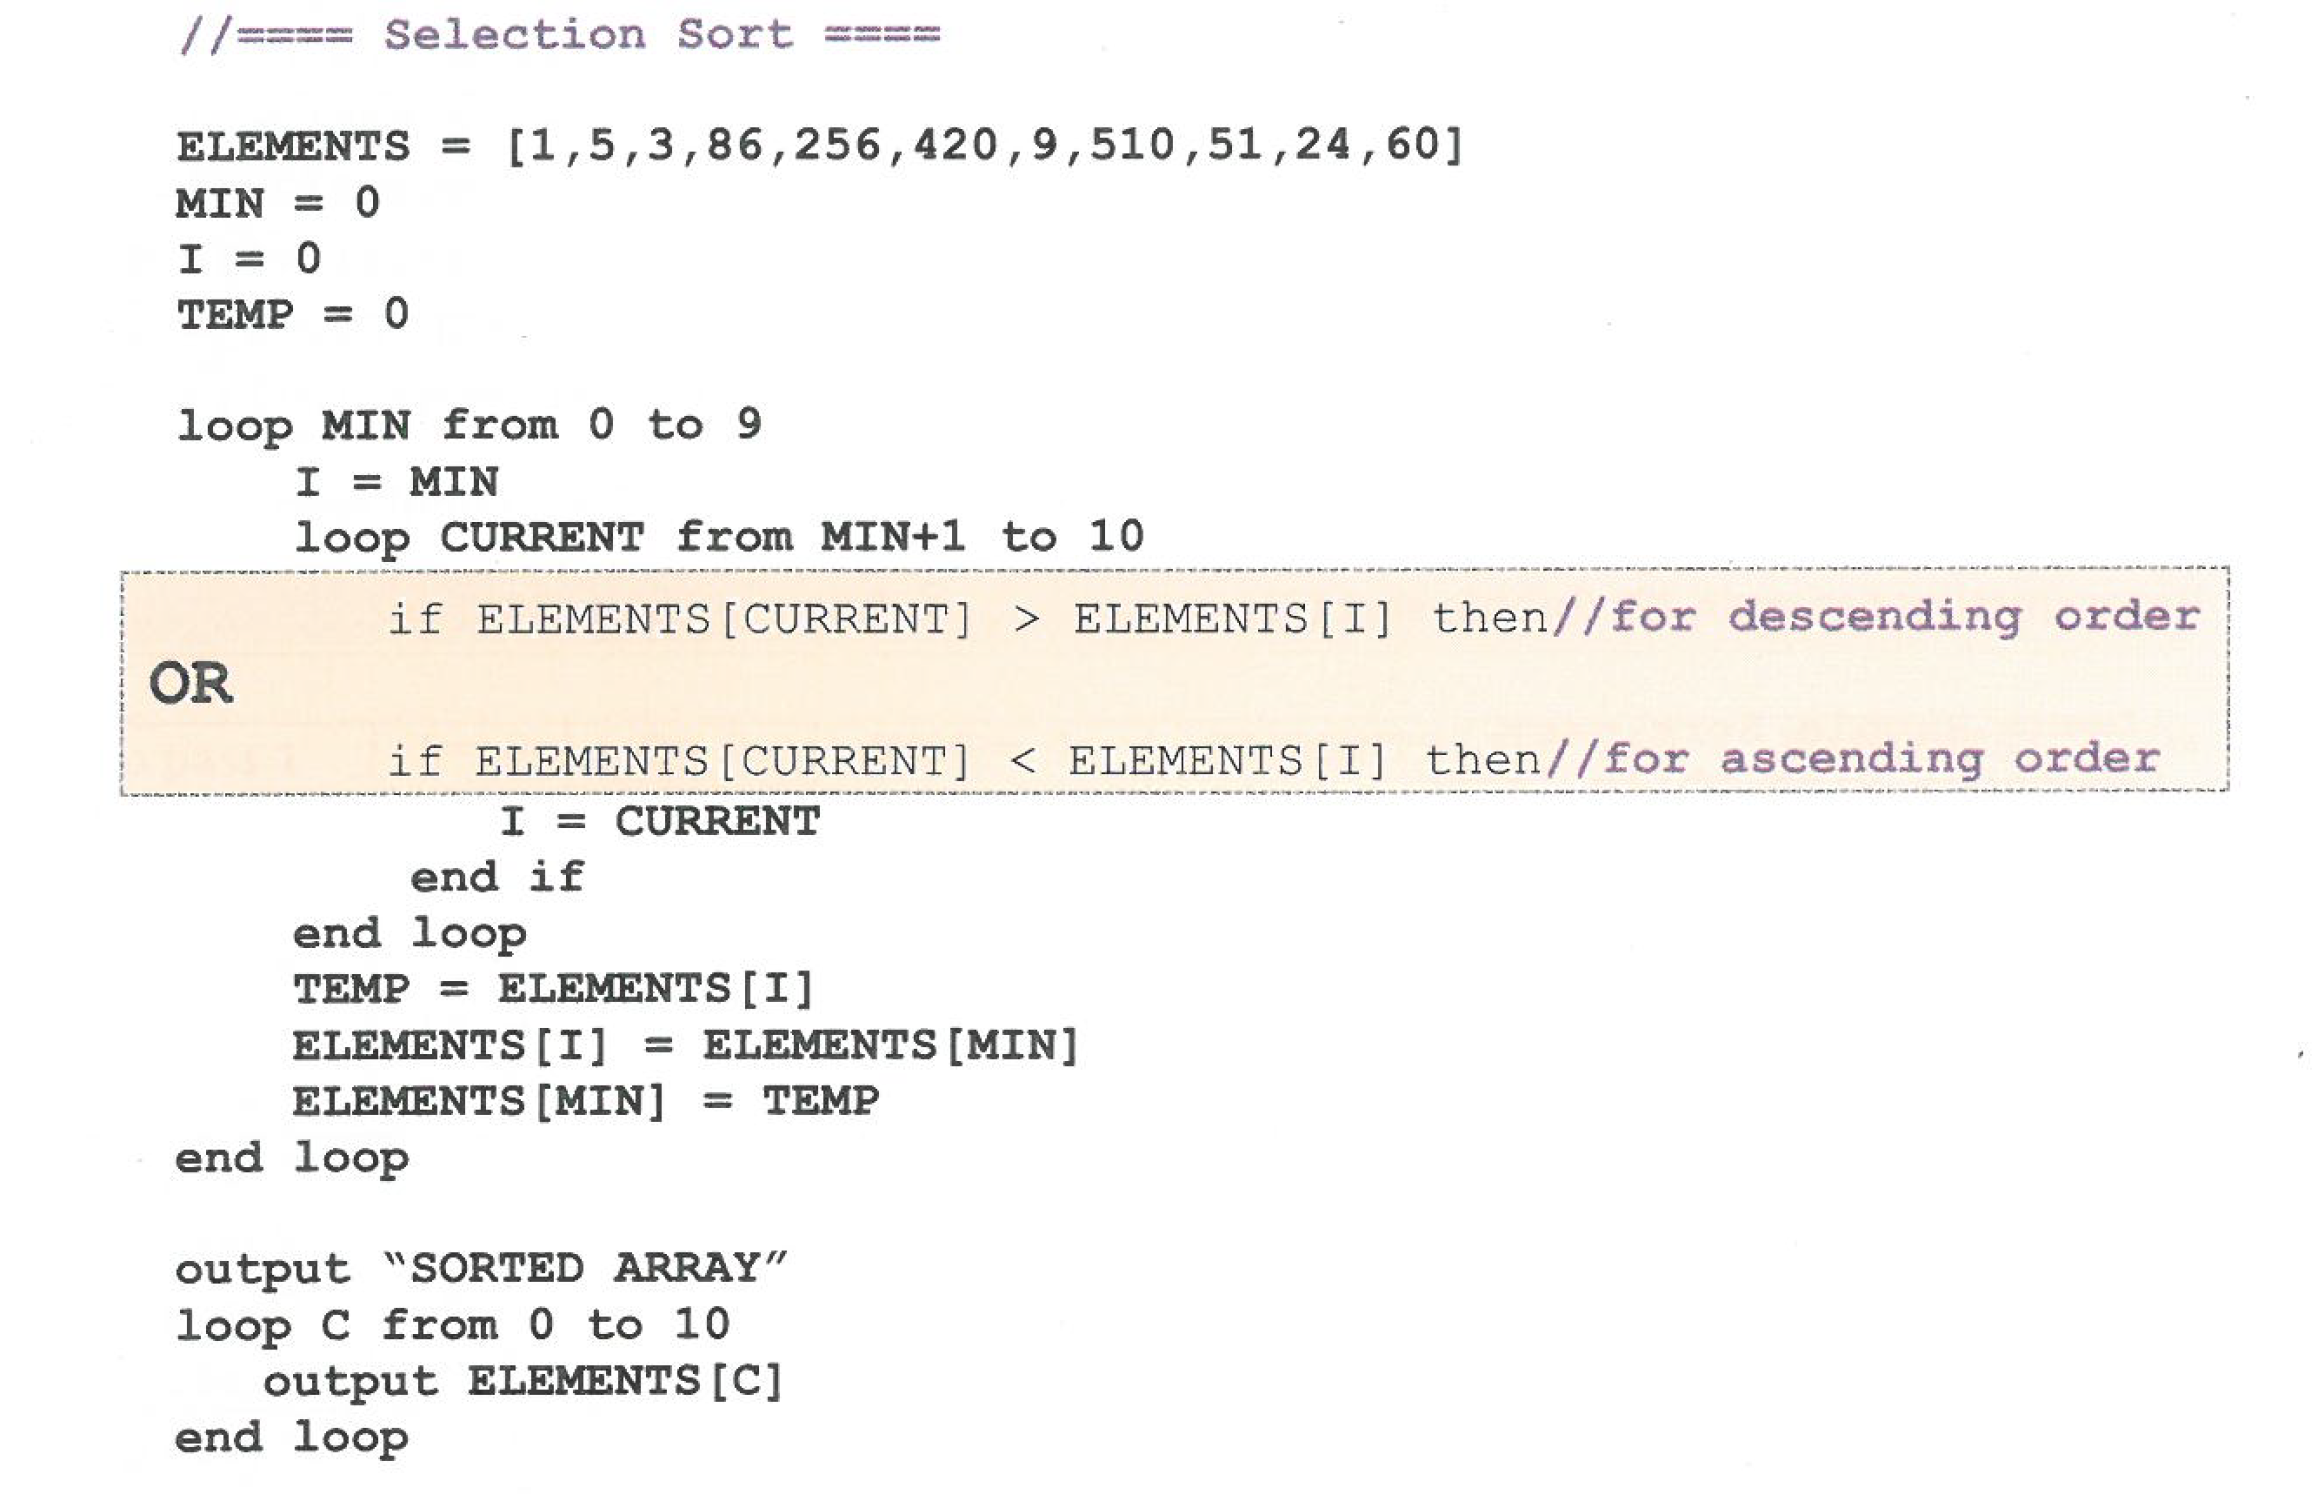 //==== Selection Sort ====
ELEMENTS = [1,5,3,86,256,420,9,510,51,24,60]
MIN = 0
I = 0
TEMP = 0
loop MIN from 0 to 9
I = MIN
loop CURRENT from MIN+1 to 10
if ELEMENTS[CURRENT] > ELEMENTS[I] then//for descending order
OR
if ELEMENTS[CURRENT] < ELEMENTS[I] then//for ascending order
I = CURRENT
end if
end loop
TEMP = ELEMENTS[I]
ELEMENTS[I] = ELEMENTS[MIN]
ELEMENTS[MIN] = TEMP
end loop
output “SORTED ARRAY”
loop C from 0 to 10
output ELEMENTS[C]
end loop